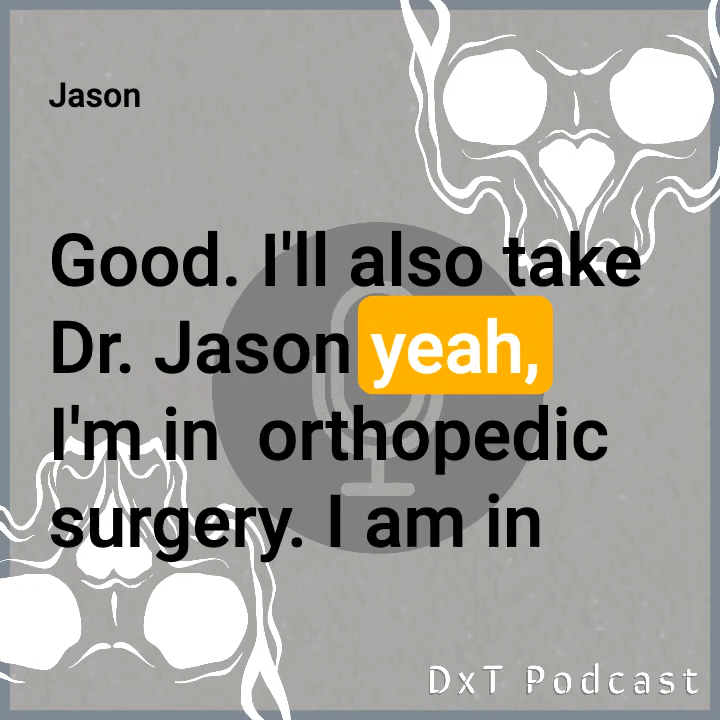 Jason
Good. I'll also take
Dr. Jason yeah,
I'm in  orthopedic
surgery. I am in
DxT Podcast